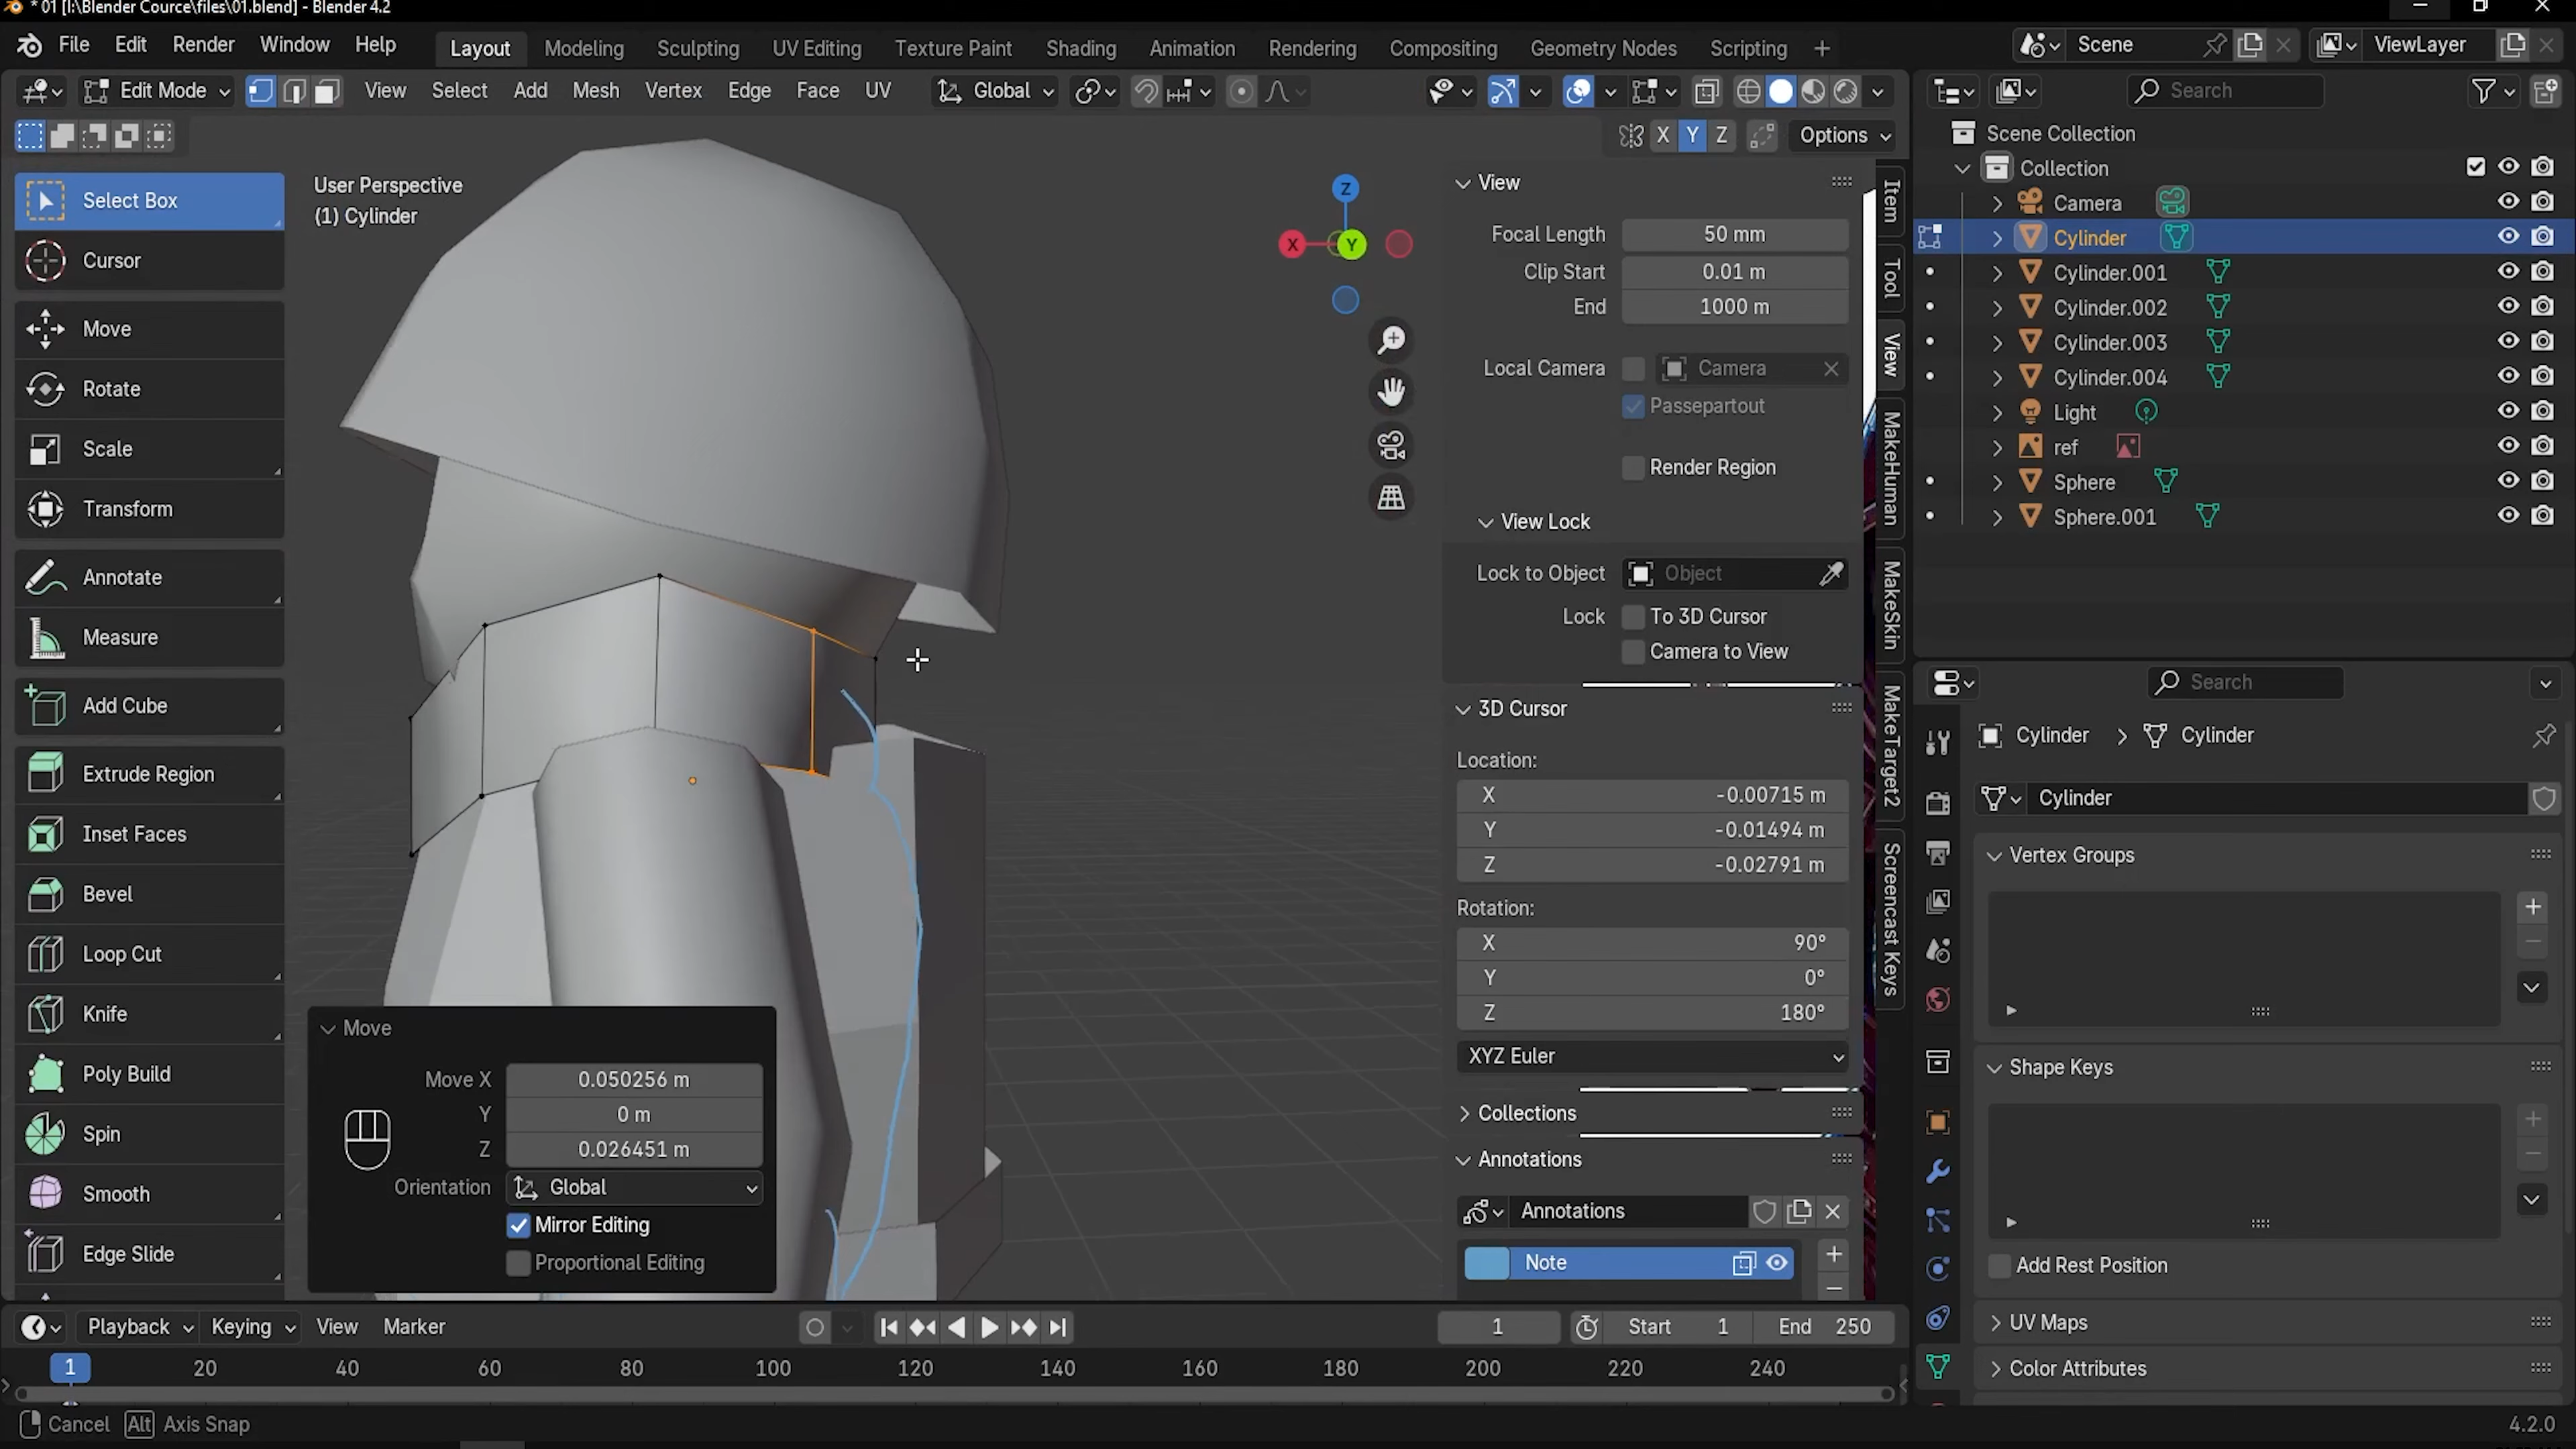 * 01 [I:\Blender Cource\files\01.blend] - Blender 4.2
File Edit Render Window Help Layout Modeling Sculpting UV Editing Texture Paint Shading Animation Rendering Compositing Geometry Nodes Scripting + Scene ViewLayer
Edit Mode View Select Add Mesh Vertex Edge Face UV Global Search
X Y Z Options
Scene Collection
Collection
Camera
Cylinder
Cylinder.001
Cylinder.002
Cylinder.003
Cylinder.004
Light
ref
Sphere
Sphere.001
Select Box
Cursor
Move
Rotate
Scale
Transform
Annotate
Measure
Add Cube
Extrude Region
Inset Faces
Bevel
Loop Cut
Knife
Poly Build
Spin
Smooth
Edge Slide
User Perspective
(1) Cylinder
Z
X
Y
View
Focal Length 50 mm
Clip Start 0.01 m
End 1000 m
Local Camera Camera
Passepartout
Render Region
View Lock
Lock to Object Object
Lock To 3D Cursor
Camera to View
3D Cursor
Location:
X -0.00715 m
Y -0.01494 m
Z -0.02791 m
Rotation:
X 90°
Y 0°
Z 180°
XYZ Euler
Collections
Annotations
Annotations
Note
Item
Tool
View
MakeHuman
MakeSkin
MakeTarget2
Screencast Keys
Move
Move X 0.050256 m
Y 0 m
Z 0.026451 m
Orientation Global
Mirror Editing
Proportional Editing
Search
Cylinder > Cylinder
Cylinder
Vertex Groups
Shape Keys
Add Rest Position
UV Maps
Color Attributes
Playback Keying View Marker 1 Start 1 End 250
1 20 40 60 80 100 120 140 160 180 200 220 240
Cancel Alt Axis Snap 4.2.0